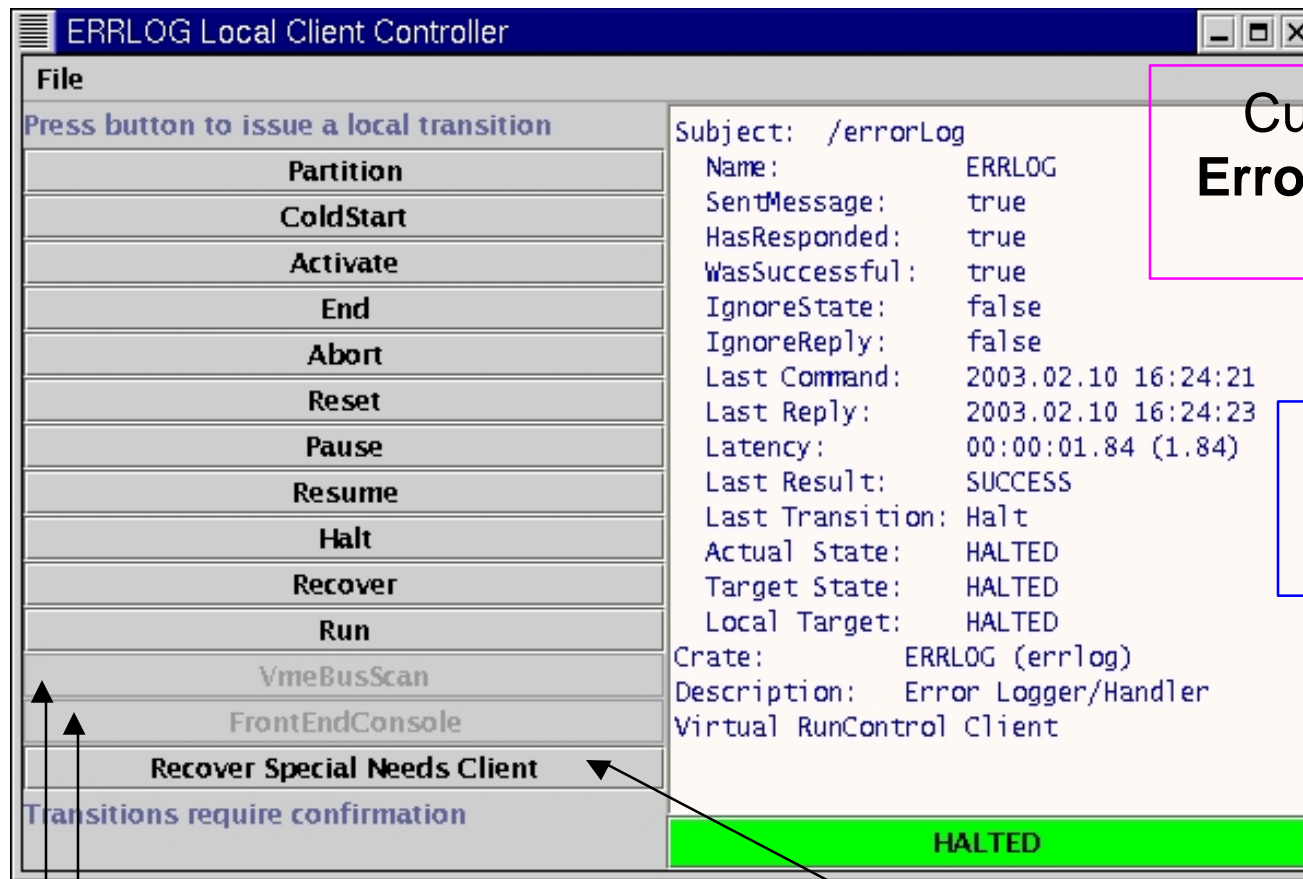 ERRLOG Local Client Controller
File
Press button to issue a local transition
Partition
ColdStart
Activate
End
Abort
Reset
Pause
Resume
Halt
Recover
Run
VmeBusScan
FrontEndConsole
Recover Special Needs Client
Transitions require confirmation
Subject: /errorLog
Name: ERRLOG
SentMessage: true
HasResponded: true
WasSuccessful: true
IgnoreState: false
IgnoreReply: false
Last Command: 2003.02.10 16:24:21
Last Reply: 2003.02.10 16:24:23
Latency: 00:00:01.84 (1.84)
Last Result: SUCCESS
Last Transition: Halt
Actual State: HALTED
Target State: HALTED
Local Target: HALTED
Crate: ERRLOG (errlog)
Description: Error Logger/Handler
Virtual RunControl Client
HALTED